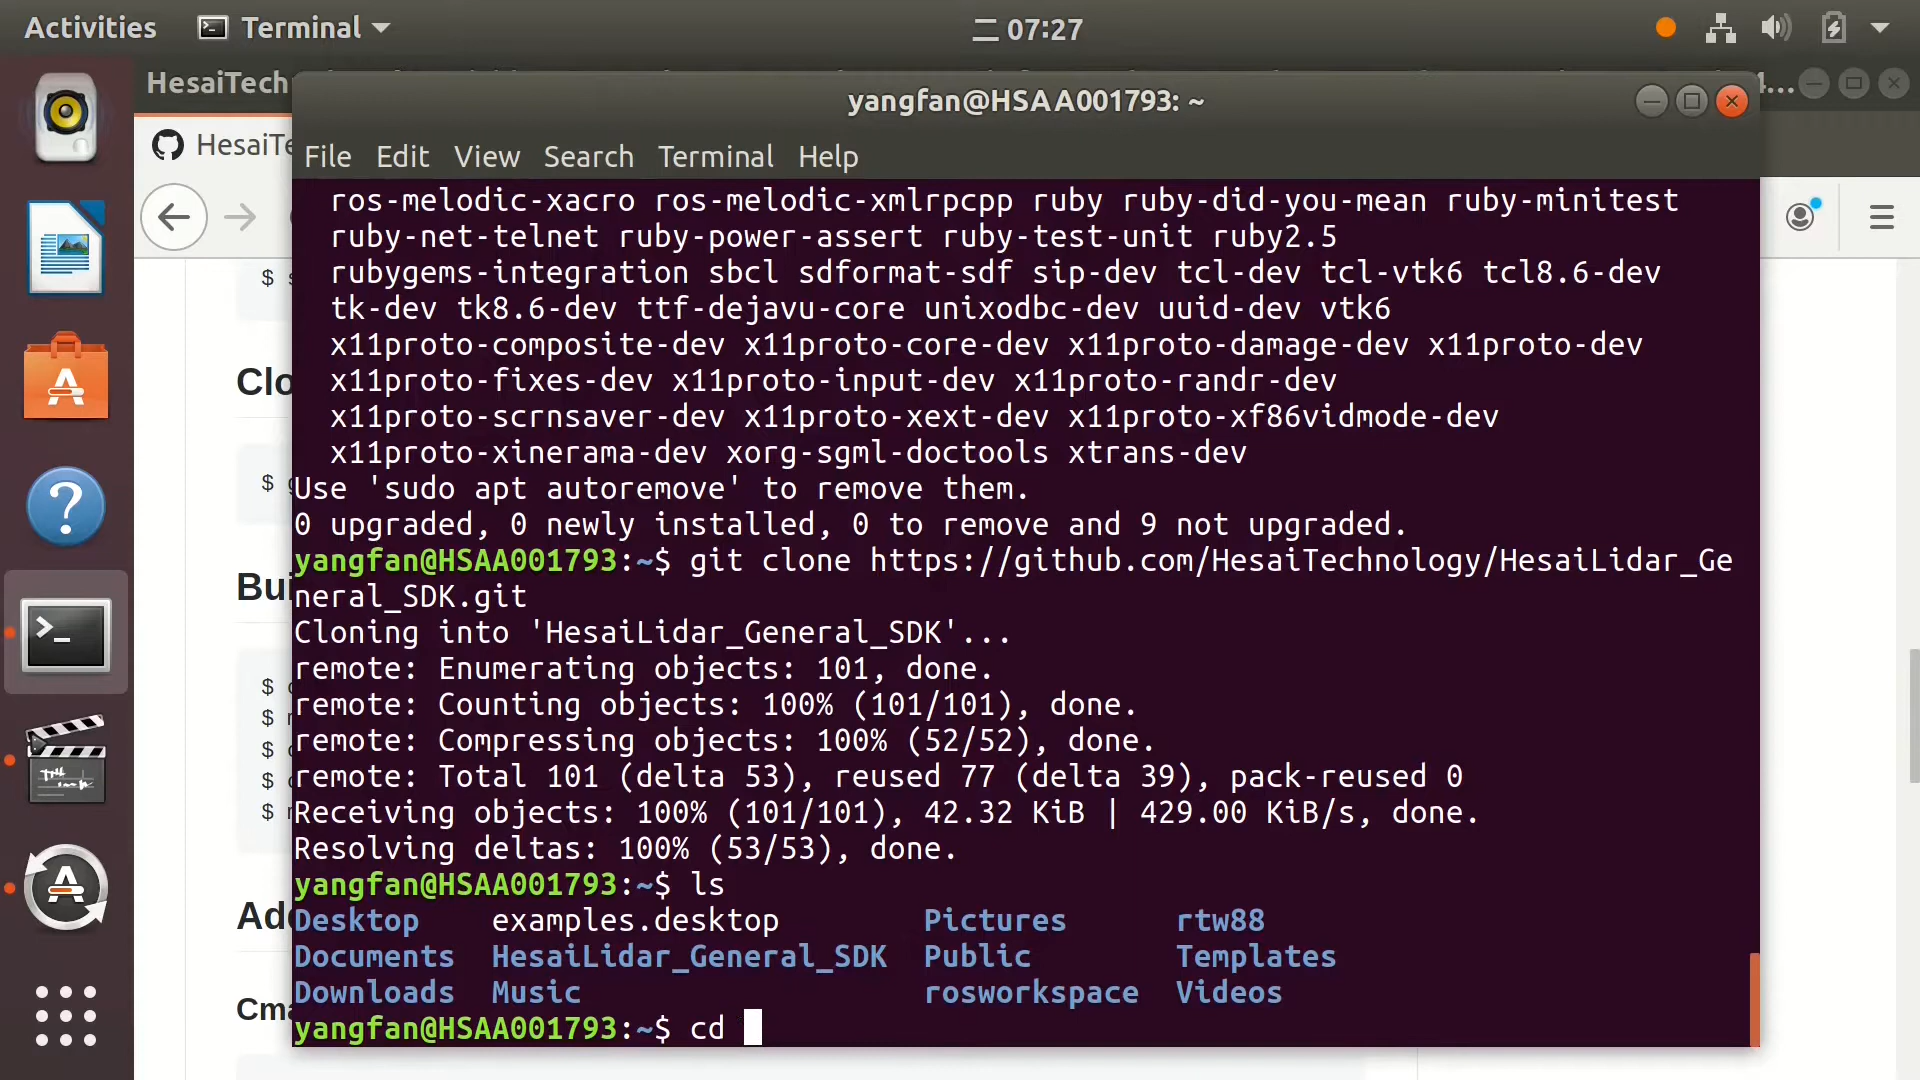 Activities
Terminal
二 07:27
HesaiTech
4...
yangfan@HSAA001793: ~
HesaiTe
File Edit View Search Terminal Help
ros-melodic-xacro ros-melodic-xmlrpcpp ruby ruby-did-you-mean ruby-minitest
ruby-net-telnet ruby-power-assert ruby-test-unit ruby2.5
rubygems-integration sbcl sdformat-sdf sip-dev tcl-dev tcl-vtk6 tcl8.6-dev
tk-dev tk8.6-dev ttf-dejavu-core unixodbc-dev uuid-dev vtk6
x11proto-composite-dev x11proto-core-dev x11proto-damage-dev x11proto-dev
x11proto-fixes-dev x11proto-input-dev x11proto-randr-dev
x11proto-scrnsaver-dev x11proto-xext-dev x11proto-xf86vidmode-dev
x11proto-xinerama-dev xorg-sgml-doctools xtrans-dev
Use 'sudo apt autoremove' to remove them.
0 upgraded, 0 newly installed, 0 to remove and 9 not upgraded.
yangfan@HSAA001793:~$ git clone https://github.com/HesaiTechnology/HesaiLidar_Ge
neral_SDK.git
Cloning into 'HesaiLidar_General_SDK'...
remote: Enumerating objects: 101, done.
remote: Counting objects: 100% (101/101), done.
remote: Compressing objects: 100% (52/52), done.
remote: Total 101 (delta 53), reused 77 (delta 39), pack-reused 0
Receiving objects: 100% (101/101), 42.32 KiB | 429.00 KiB/s, done.
Resolving deltas: 100% (53/53), done.
yangfan@HSAA001793:~$ ls
Desktop examples.desktop Pictures rtw88
Documents HesaiLidar_General_SDK Public Templates
Downloads Music rosworkspace Videos
yangfan@HSAA001793:~$ cd
$ s
Clo
$ g
Bui
$
$
$
$
$
Add
Cma